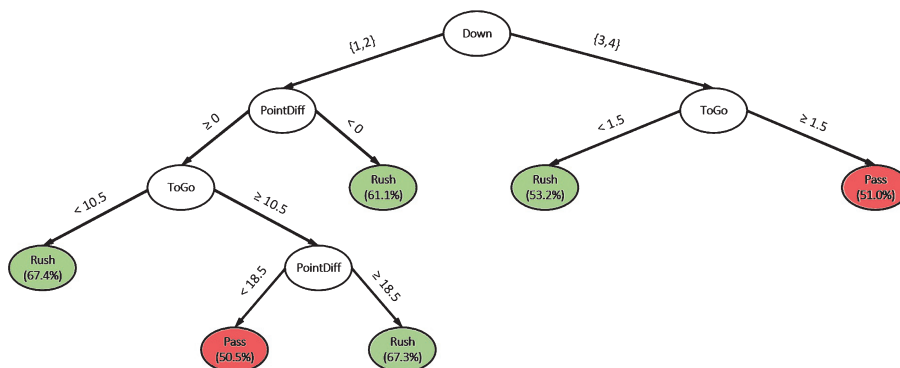 Down
{1,2}
{3,4}
PointDiff
ToGo
≥ 0
< 0
< 1.5
≥ 1.5
ToGo
Rush
(61.1%)
Rush
(53.2%)
Pass
(51.0%)
< 10.5
≥ 10.5
Rush
(67.4%)
PointDiff
< 18.5
≥ 18.5
Pass
(50.5%)
Rush
(67.3%)